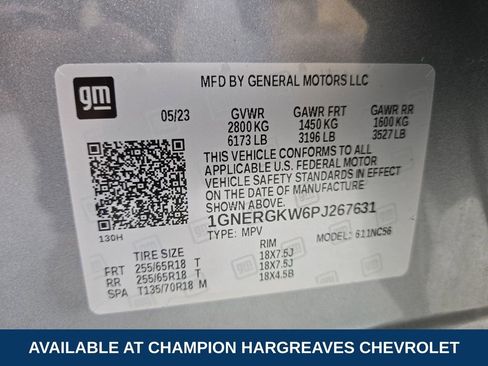 gm
MFD BY GENERAL MOTORS LLC
05/23 GVWR GAWR FRT GAWR RR
2800 KG 1450 KG 1600 KG
6173 LB 3196 LB 3527 LB
THIS VEHICLE CONFORMS TO ALL
APPLICABLE U.S. FEDERAL MOTOR
VEHICLE SAFETY STANDARDS IN EFFECT
ON THE DATE OF MANUFACTURE
SHOWN ABOVE.
1GNERGKW6PJ267631
130H TYPE: MPV MODEL: 611NC56
TIRE SIZE RIM
FRT 255/65R18 T 18X7.5J
RR 255/65R18 T 18X7.5J
SPA T135/70R18 M 18X4.5B
AVAILABLE AT CHAMPION HARGREAVES CHEVROLET